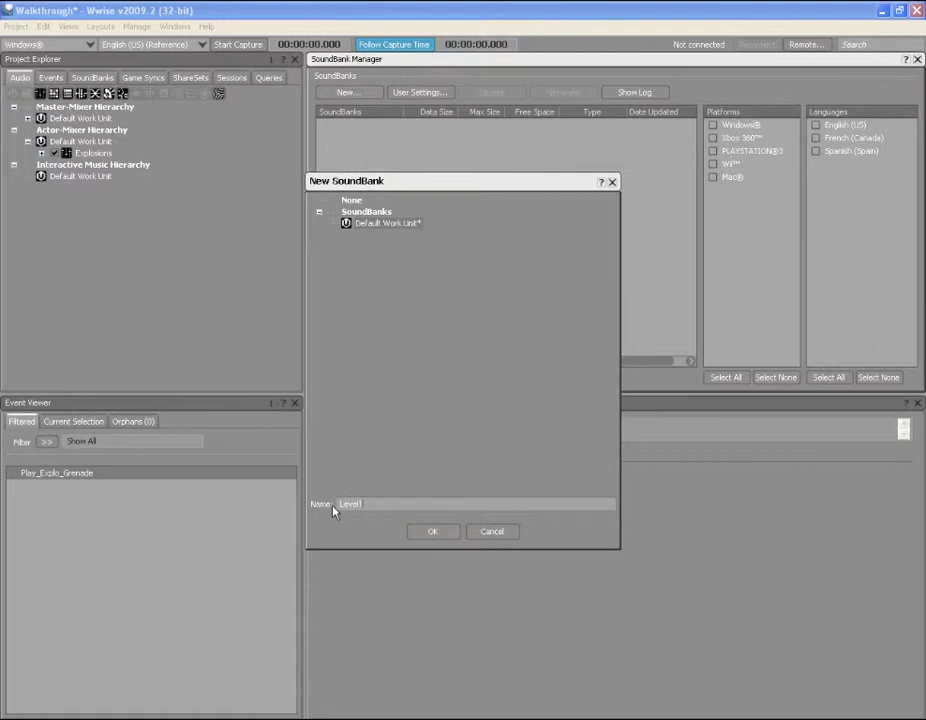 Walkthrough* - Wwise v2009.2 (32-bit)
Project Edit Views Layouts Manage Windows Help
Windows® English (US) (Reference) Start Capture 00:00:00.000 Follow Capture Time 00:00:00.000 Not connected Reconnect Remote... Search
Project Explorer
Audio Events SoundBanks Game Syncs ShareSets Sessions Queries
Master-Mixer Hierarchy
Default Work Unit
Actor-Mixer Hierarchy
Default Work Unit
Explosions
Interactive Music Hierarchy
Default Work Unit
SoundBank Manager
SoundBanks
New... User Settings... Update Generate Show Log
SoundBanks Data Size Max Size Free Space Type Date Updated
Platforms
Windows®
Xbox 360™
PLAYSTATION®3
Wii™
Mac®
Select All Select None
Languages
English (US)
French (Canada)
Spanish (Spain)
Select All Select None
New SoundBank
None
SoundBanks
Default Work Unit*
Name: Level1
OK Cancel
Event Viewer
Filtered Current Selection Orphans (0)
Filter >> Show All
Play_Explo_Grenade